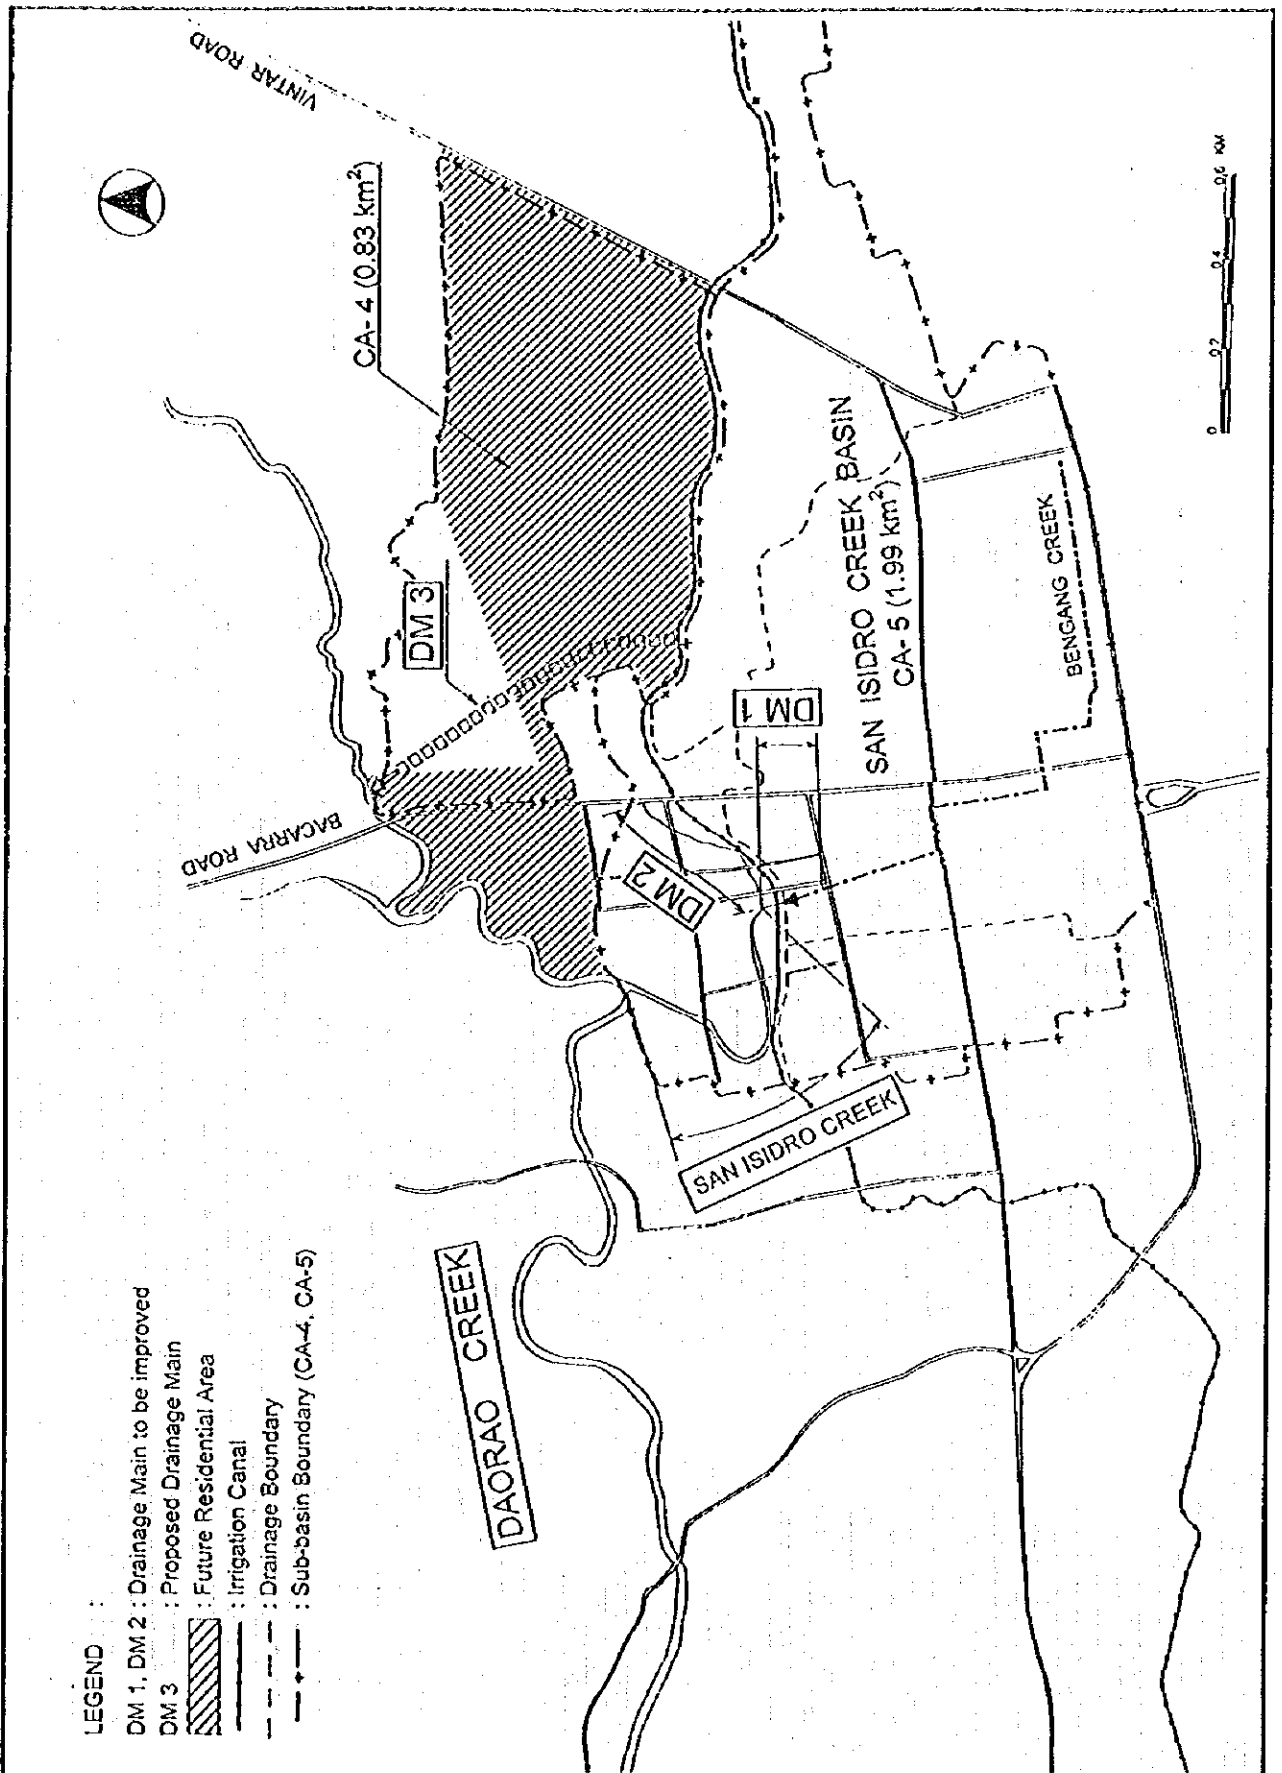 LEGEND :
DM 1, DM 2 : Drainage Main to be improved
DM 3 : Proposed Drainage Main
: Future Residential Area
: Irrigation Canal
: Drainage Boundary
: Sub-basin Boundary (CA-4, CA-5)
VINTAR ROAD
CA-4 (0.83 km²)
DM 3
BACARRA ROAD
DM 2
DM 1
SAN ISIDRO CREEK BASIN
CA-5 (1.99 km²)
BENGANG CREEK
SAN ISIDRO CREEK
DAORAO CREEK
0 0.2 0.4 0.6 KM